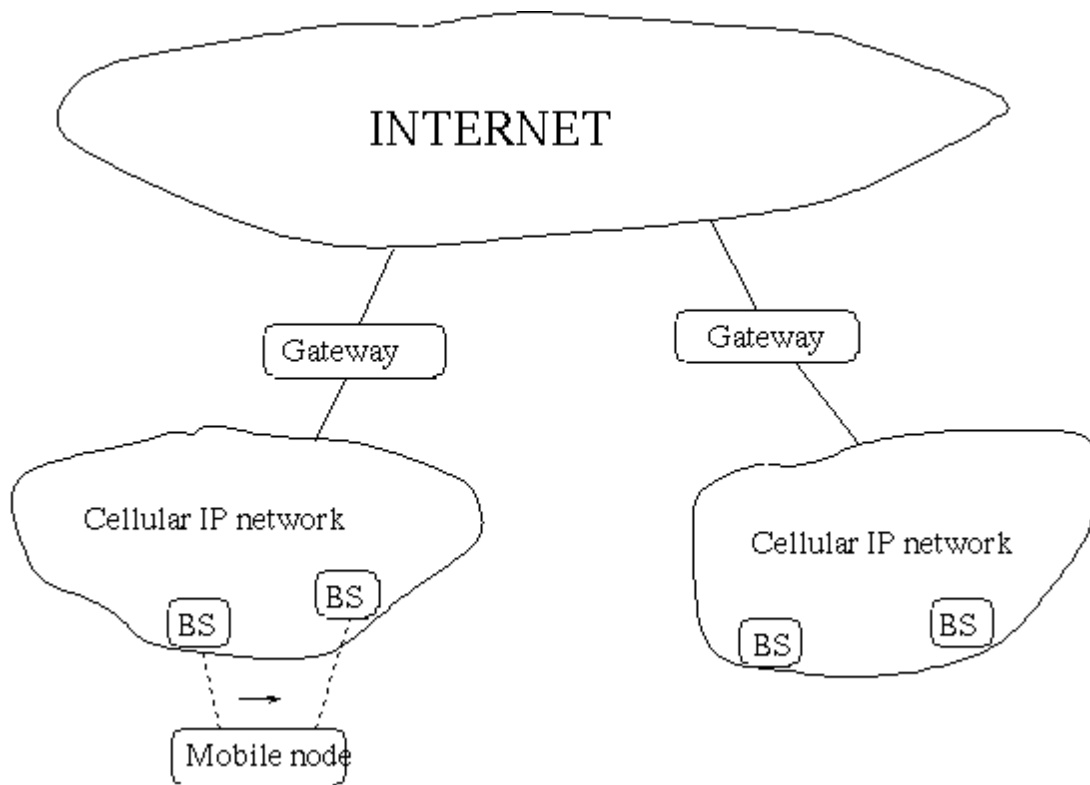 INTERNET
Gateway
Gateway
Cellular IP network
Cellular IP network
BS
BS
BS
BS
Mobile node